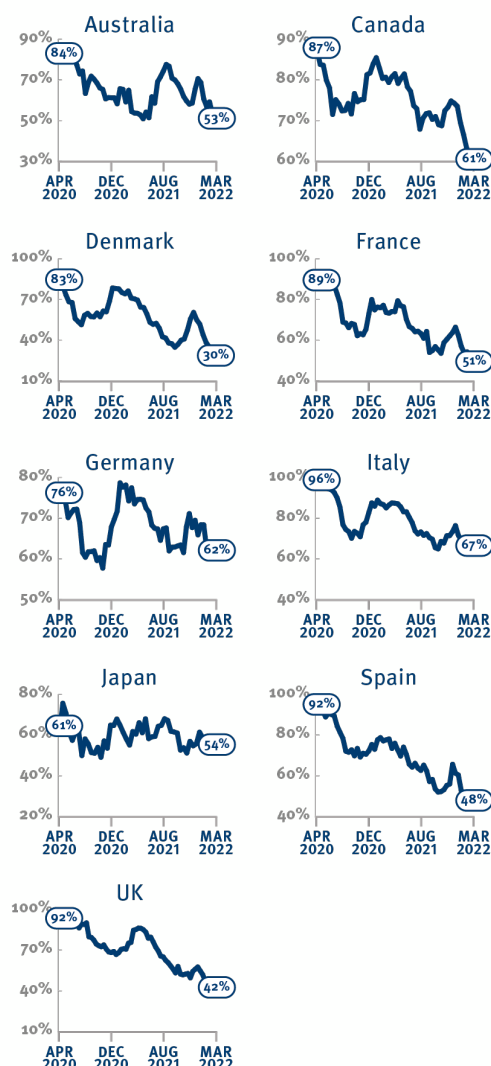 Australia
90%
84%
70%
50%
53%
30%
APR
2020
DEC
2020
AUG
2021
MAR
2022
Canada
90%
87%
80%
70%
60%
61%
APR
2020
DEC
2020
AUG
2021
MAR
2022
Denmark
100%
83%
70%
40%
30%
10%
APR
2020
DEC
2020
AUG
2021
MAR
2022
France
100%
89%
80%
60%
51%
40%
APR
2020
DEC
2020
AUG
2021
MAR
2022
Germany
80%
76%
70%
60%
62%
50%
APR
2020
DEC
2020
AUG
2021
MAR
2022
Italy
100%
96%
80%
60%
67%
40%
APR
2020
DEC
2020
AUG
2021
MAR
2022
Japan
80%
61%
60%
54%
40%
20%
APR
2020
DEC
2020
AUG
2021
MAR
2022
Spain
100%
92%
80%
60%
48%
40%
APR
2020
DEC
2020
AUG
2021
MAR
2022
UK
100%
92%
70%
40%
42%
10%
APR
2020
DEC
2020
AUG
2021
MAR
2022